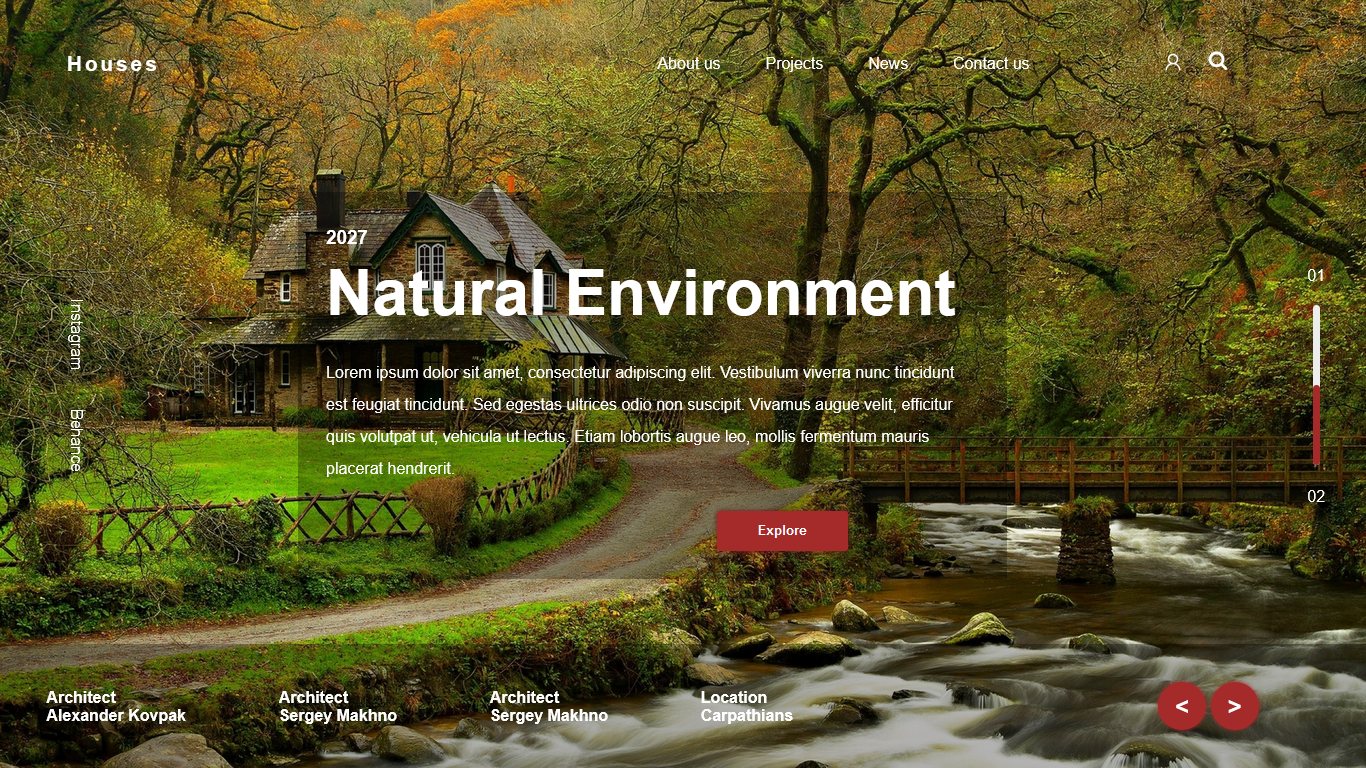 Houses
About us
Projects
News
Contact us
2027
Natural Environment
Lorem ipsum dolor sit amet, consectetur adipiscing elit. Vestibulum viverra nunc tincidunt
est feugiat tincidunt. Sed egestas ultrices odio non suscipit. Vivamus augue velit, efficitur
quis volutpat ut, vehicula ut lectus. Etiam lobortis augue leo, mollis fermentum mauris
placerat hendrerit.
Explore
Instagram
Behance
01
02
Architect
Alexander Kovpak
Architect
Sergey Makhno
Architect
Sergey Makhno
Location
Carpathians
<
>